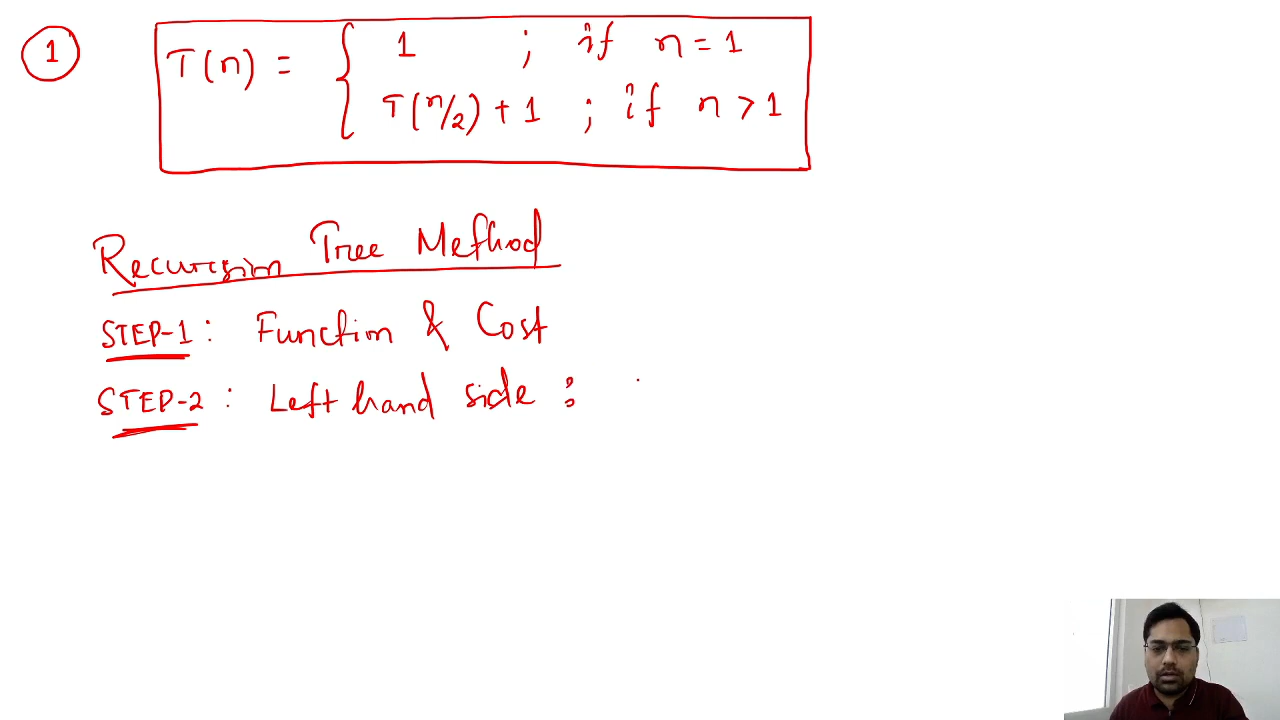 1
T(n) = { 1 ; if n = 1
T(n/2) + 1 ; if n > 1
Recursion Tree Method
STEP-1 : Function & Cost
STEP-2 : Left hand side :